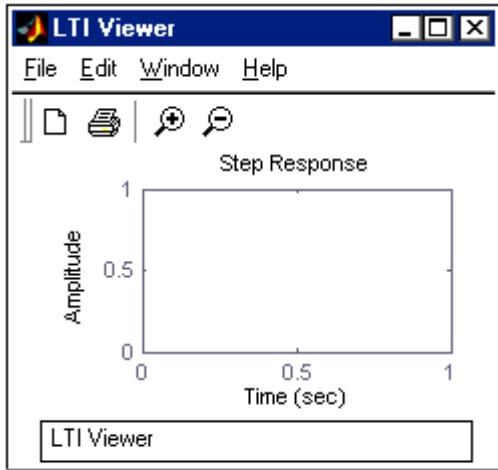 LTI Viewer
File Edit Window Help
Step Response
Amplitude
1
0.5
0
0 0.5 1
Time (sec)
LTI Viewer